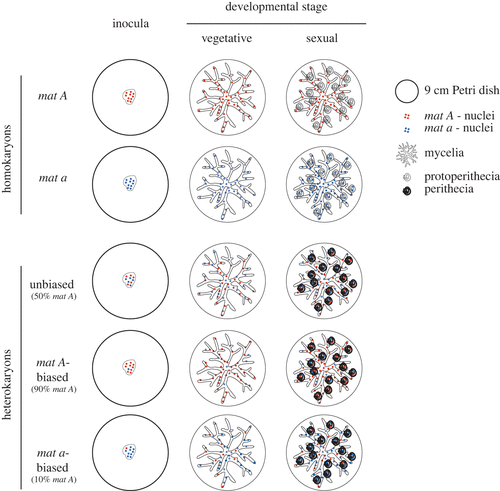 developmental stage
inocula
vegetative
sexual
homokaryons
mat A
mat a
heterokaryons
unbiased
(50% mat A)
mat A-
biased
(90% mat A)
mat a-
biased
(10% mat A)
9 cm Petri dish
mat A - nuclei
mat a - nuclei
mycelia
protoperithecia
perithecia